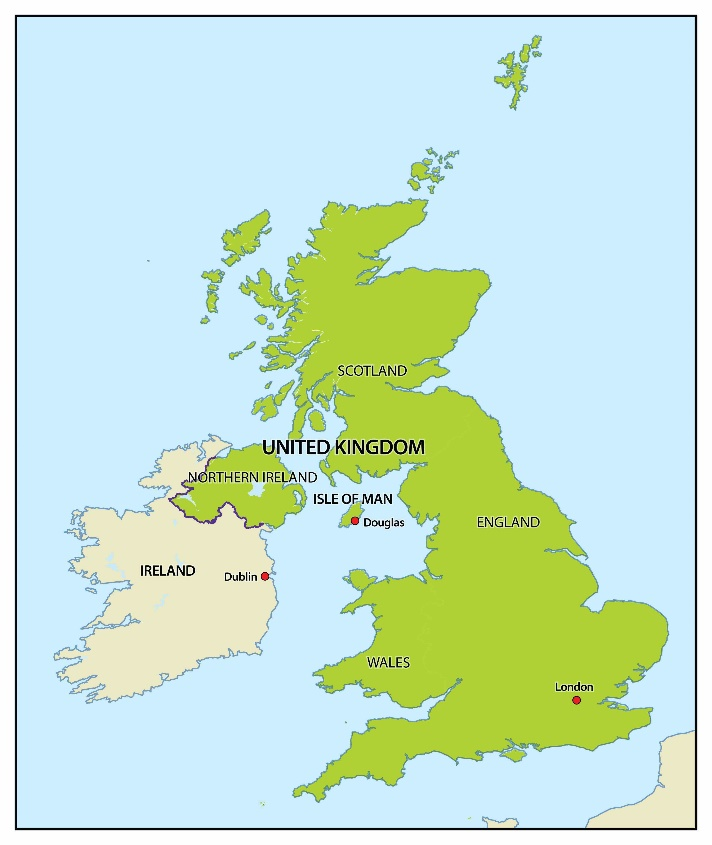 SCOTLAND
UNITED KINGDOM
NORTHERN IRELAND
ISLE OF MAN
Douglas
ENGLAND
IRELAND
Dublin
WALES
London